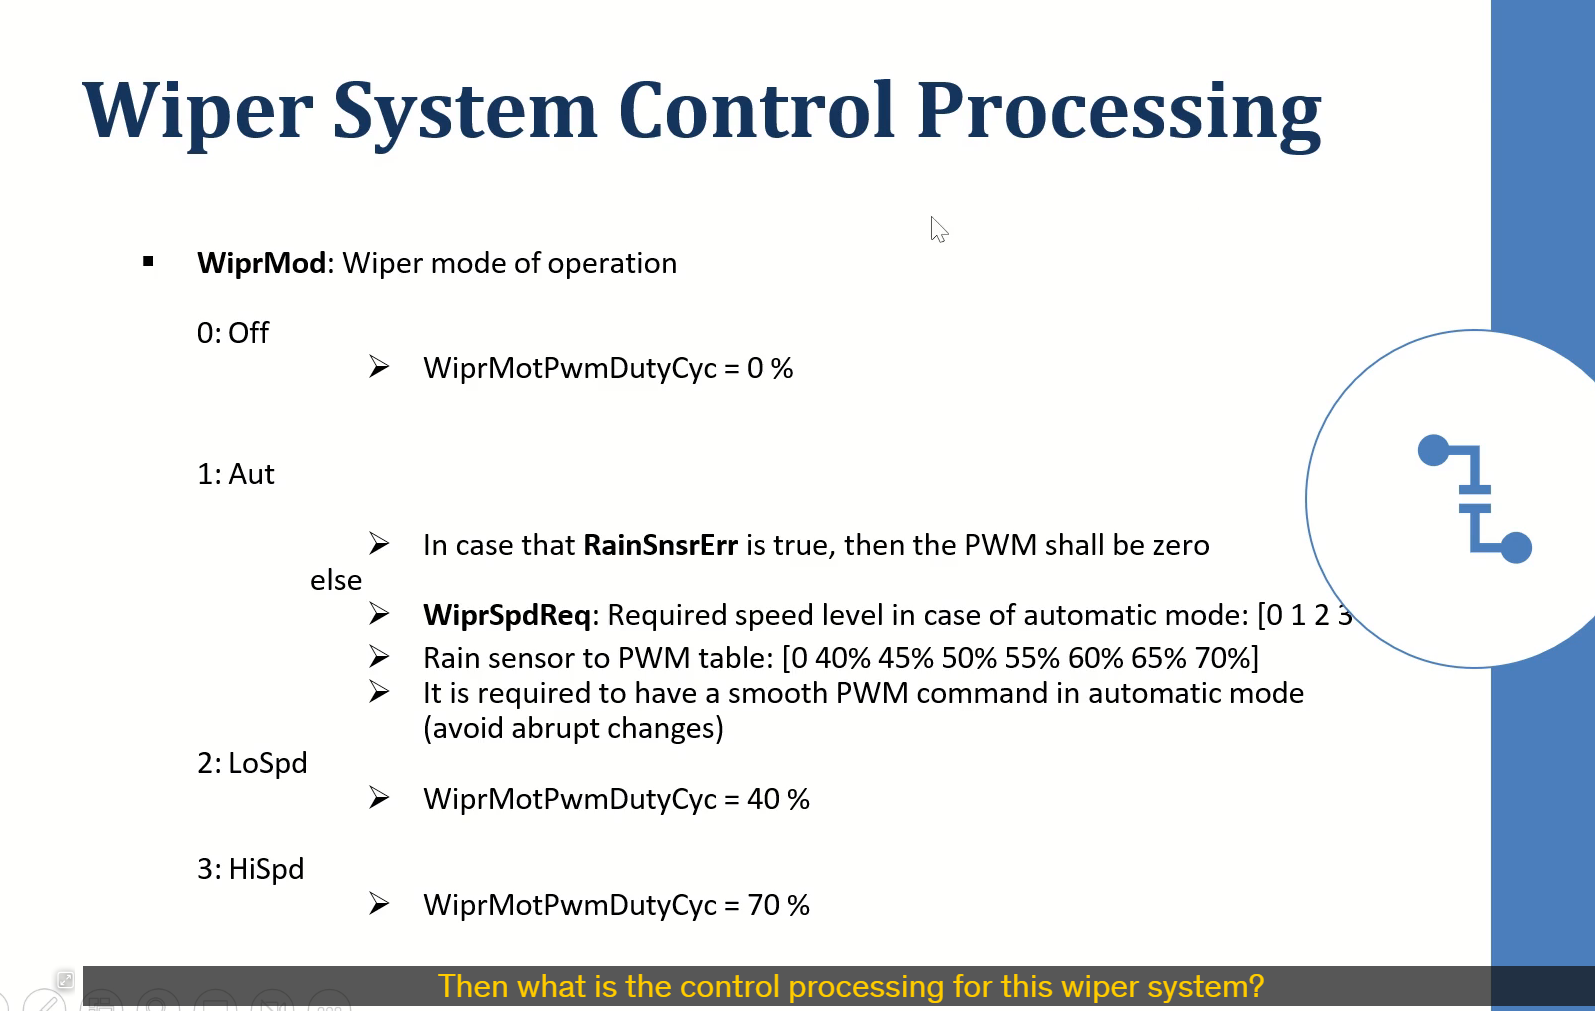 Wiper System Control Processing
▪ WiprMod: Wiper mode of operation
0: Off
➢ WiprMotPwmDutyCyc = 0 %
1: Aut
➢ In case that RainSnsrErr is true, then the PWM shall be zero
else
➢ WiprSpdReq: Required speed level in case of automatic mode: [0 1 2 3
➢ Rain sensor to PWM table: [0 40% 45% 50% 55% 60% 65% 70%]
➢ It is required to have a smooth PWM command in automatic mode
(avoid abrupt changes)
2: LoSpd
➢ WiprMotPwmDutyCyc = 40 %
3: HiSpd
➢ WiprMotPwmDutyCyc = 70 %
Then what is the control processing for this wiper system?